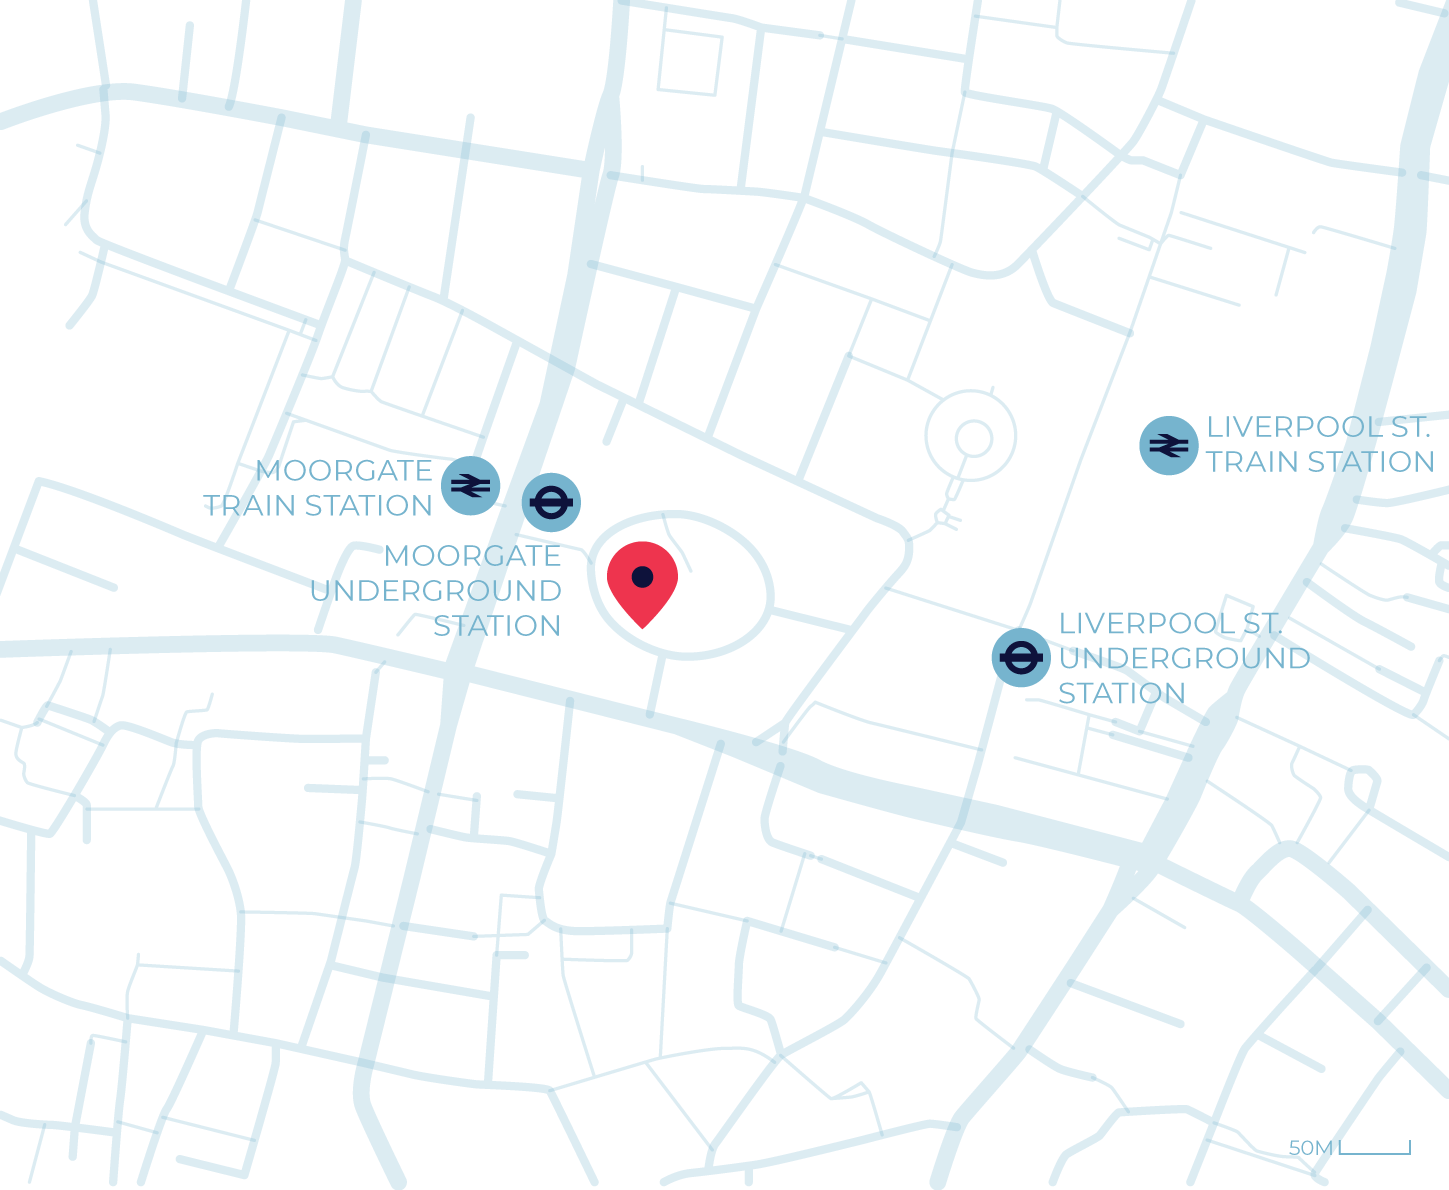 LIVERPOOL ST.
TRAIN STATION
MOORGATE
TRAIN STATION
MOORGATE
UNDERGROUND
STATION
LIVERPOOL ST.
UNDERGROUND
STATION
50M